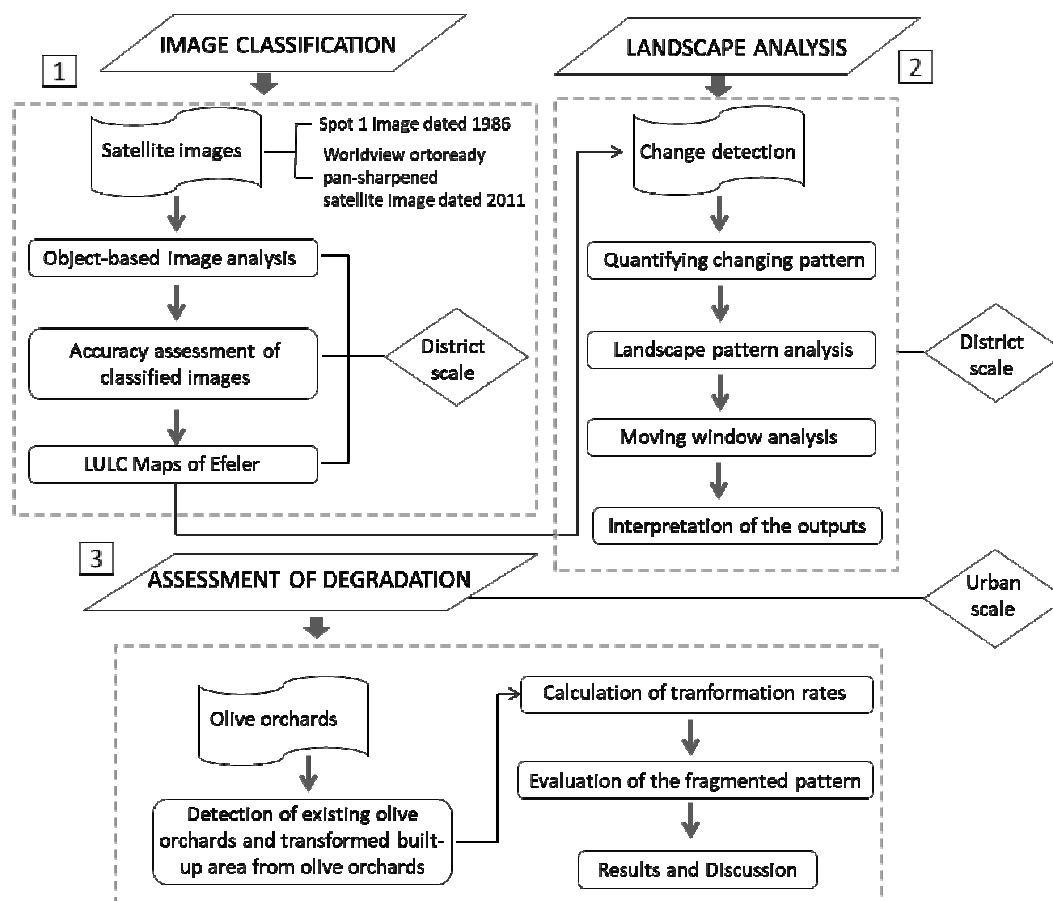 1
IMAGE CLASSIFICATION
Satellite images
Spot 1 image dated 1986
Worldview ortoready
pan-sharpened
satellite image dated 2011
Object-based image analysis
Accuracy assessment of
classified images
LULC Maps of Efeler
District
scale
LANDSCAPE ANALYSIS
2
Change detection
Quantifying changing pattern
Landscape pattern analysis
Moving window analysis
Interpretation of the outputs
District
scale
3
ASSESSMENT OF DEGRADATION
Urban
scale
Olive orchards
Detection of existing olive
orchards and transformed built-
up area from olive orchards
Calculation of tranformation rates
Evaluation of the fragmented pattern
Results and Discussion